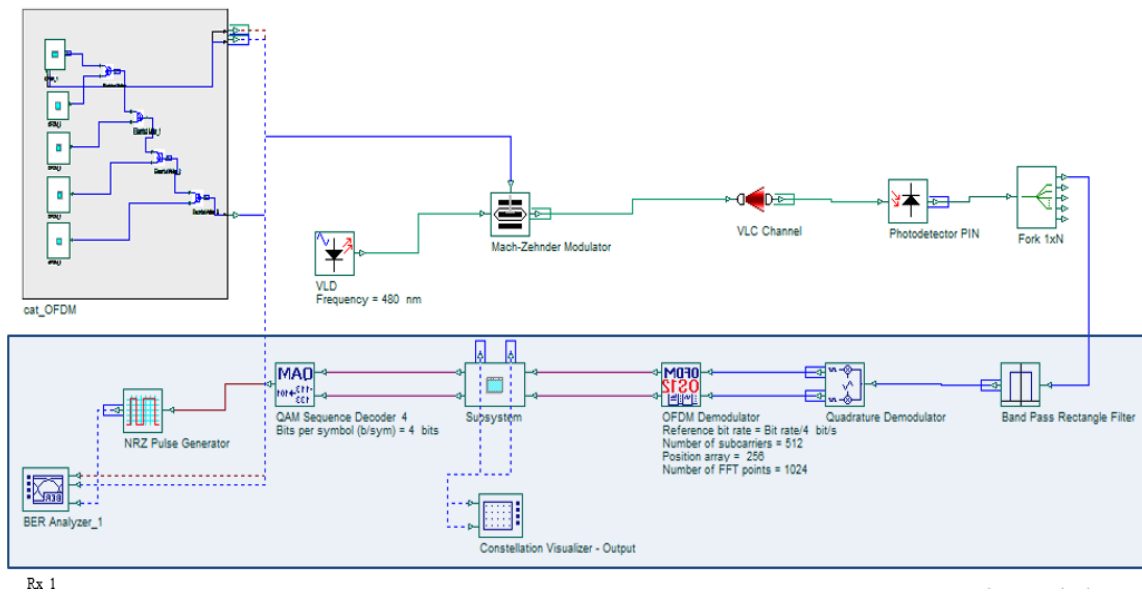 cat_OFDM
VLD
Frequency = 480 nm
Mach-Zehnder Modulator
VLC Channel
Photodetector PIN
Fork 1xN
NRZ Pulse Generator
QAM Sequence Decoder 4
Bits per symbol (b/sym) = 4 bits
Subsystem
OFDM Demodulator
Reference bit rate = Bit rate/4 bit/s
Number of subcarriers = 512
Position array = 256
Number of FFT points = 1024
Quadrature Demodulator
Band Pass Rectangle Filter
BER Analyzer_1
Constellation Visualizer - Output
Rx_1